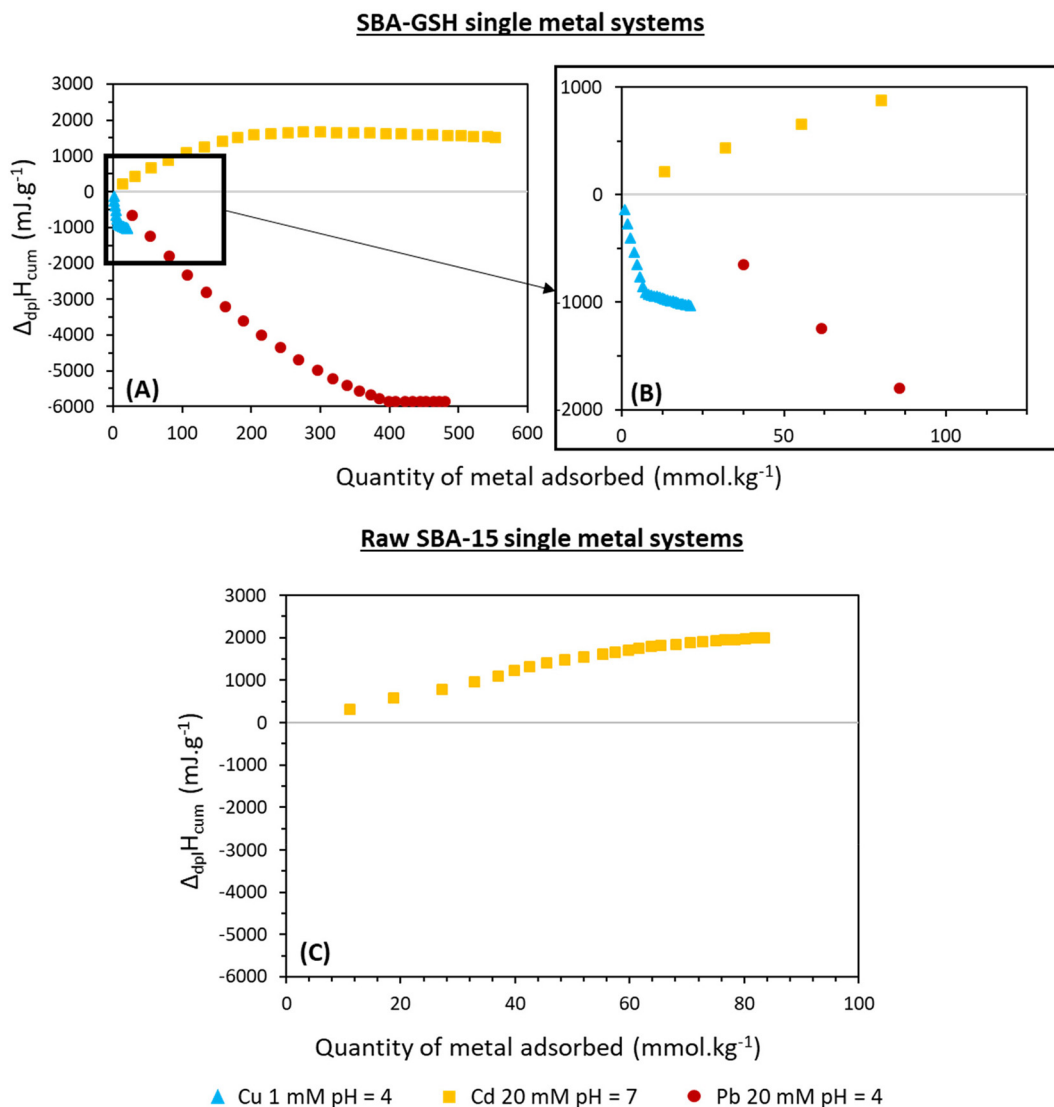 SBA-GSH single metal systems
3000
2000
1000
0
-1000
-2000
-3000
-4000
-5000
-6000
ΔdplHcum (mJ.g-1)
(A)
0 100 200 300 400 500 600
1000
0
-1000
-2000
(B)
0 50 100
Quantity of metal adsorbed (mmol.kg-1)
Raw SBA-15 single metal systems
3000
2000
1000
0
-1000
-2000
-3000
-4000
-5000
-6000
ΔdplHcum (mJ.g-1)
(C)
0 20 40 60 80 100
Quantity of metal adsorbed (mmol.kg-1)
Cu 1 mM pH = 4 Cd 20 mM pH = 7 Pb 20 mM pH = 4